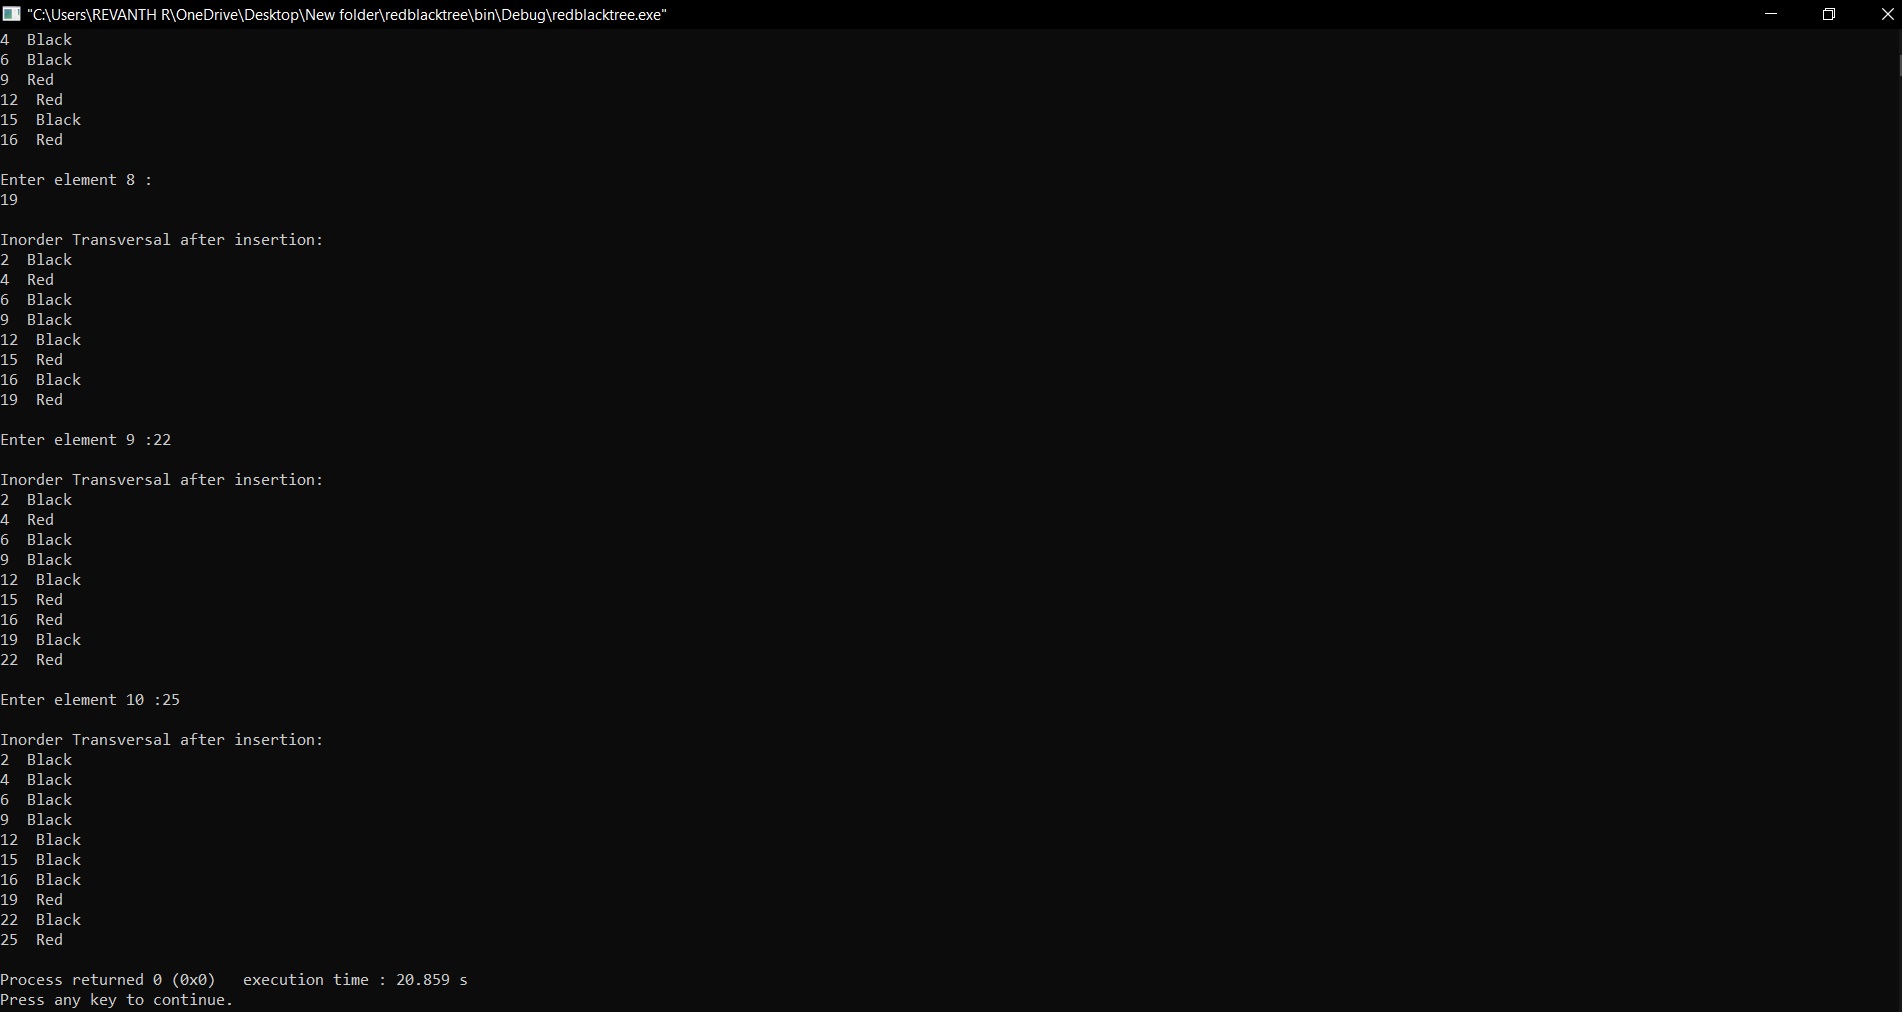 "C:\Users\REVANTH R\OneDrive\Desktop\New folder\redblacktree\bin\Debug\redblacktree.exe"
4  Black
6  Black
9  Red
12  Red
15  Black
16  Red
Enter element 8 :
19
Inorder Transversal after insertion:
2  Black
4  Red
6  Black
9  Black
12  Black
15  Red
16  Black
19  Red
Enter element 9 :22
Inorder Transversal after insertion:
2  Black
4  Red
6  Black
9  Black
12  Black
15  Red
16  Red
19  Black
22  Red
Enter element 10 :25
Inorder Transversal after insertion:
2  Black
4  Black
6  Black
9  Black
12  Black
15  Black
16  Black
19  Red
22  Black
25  Red
Process returned 0 (0x0)   execution time : 20.859 s
Press any key to continue.